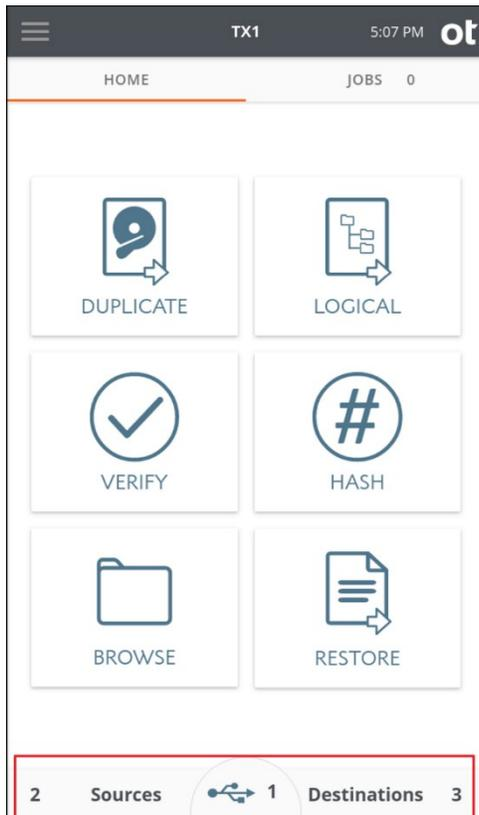 TX1 5:07 PM ot
HOME JOBS 0
DUPLICATE LOGICAL
VERIFY # HASH
BROWSE RESTORE
2 Sources 1 Destinations 3